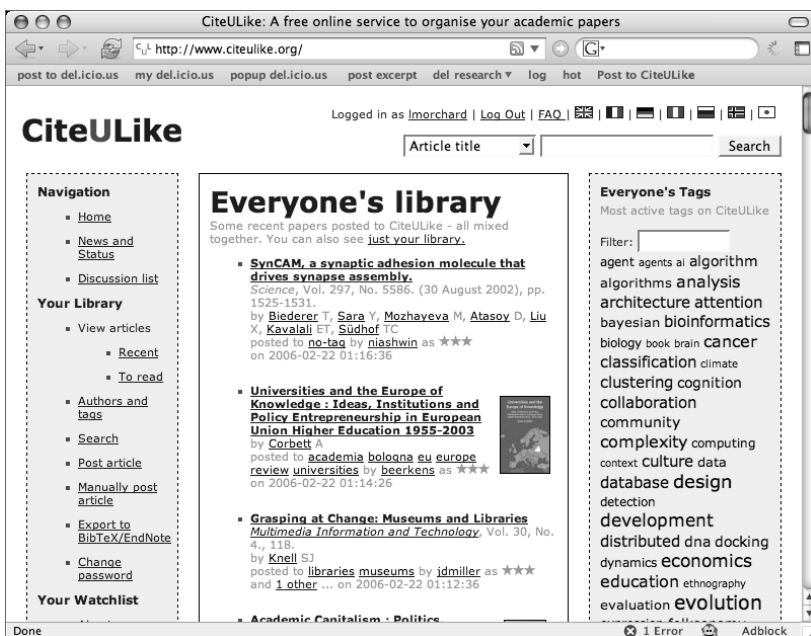 CiteULike: A free online service to organise your academic papers
CUL http://www.citeulike.org/
G
post to del.icio.us my del.icio.us popup del.icio.us post excerpt del research ▾ log hot Post to CiteULike
Logged in as lmorchard | Log Out | FAQ | | | | | | |
CiteULike
Article title Search
Navigation
Home
News and
Status
Discussion list
Your Library
View articles
Recent
To read
Authors and
tags
Search
Post article
Manually post
article
Export to
BibTeX/EndNote
Change
password
Your Watchlist
Everyone's library
Some recent papers posted to CiteULike - all mixed
together. You can also see just your library.
SynCAM, a synaptic adhesion molecule that
drives synapse assembly.
Science, Vol. 297, No. 5586. (30 August 2002), pp.
1525-1531.
by Biederer T, Sara Y, Mozhayeva M, Atasoy D, Liu
X, Kavalali ET, Südhof TC
posted to no-tag by niashwin as ★★★
on 2006-02-22 01:16:36
Universities and the Europe of
Knowledge : Ideas, Institutions and
Policy Entrepreneurship in European
Union Higher Education 1955-2003
by Corbett A
posted to academia bologna eu europe
review universities by beerkens as ★★★
on 2006-02-22 01:14:26
Universities and the
Europe of Knowledge
Grasping at Change: Museums and Libraries
Multimedia Information and Technology, Vol. 30, No.
4., 118.
by Knell SJ
posted to libraries museums by jdmiller as ★★★
and 1 other ... on 2006-02-22 01:12:36
Academic Capitalism : Politics,
Everyone's Tags
Most active tags on CiteULike
Filter:
agent agents ai algorithm
algorithms analysis
architecture attention
bayesian bioinformatics
biology book brain cancer
classification climate
clustering cognition
collaboration
community
complexity computing
context culture data
database design
detection
development
distributed dna docking
dynamics economics
education ethnography
evaluation evolution
expression folksonomy
Done 1 Error Adblock